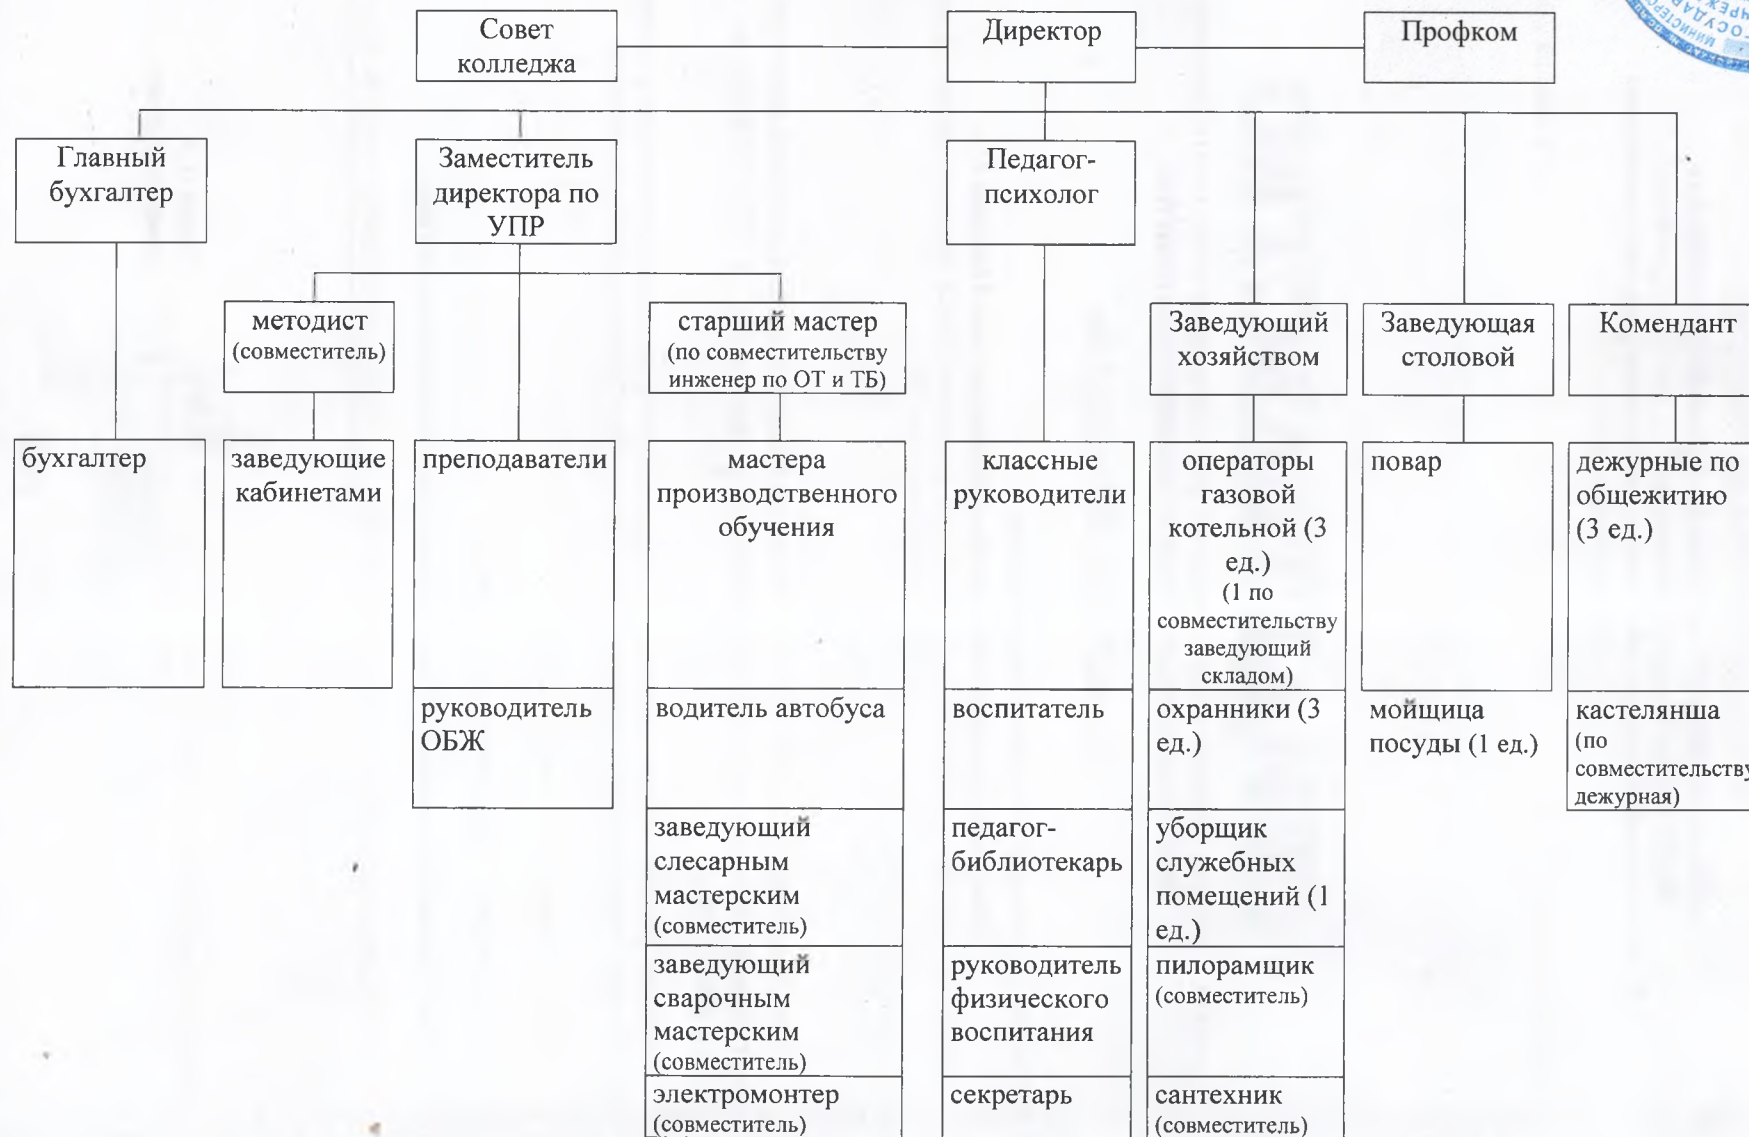 Совет
колледжа
Директор
Профком
Главный
бухгалтер
Заместитель
директора по
УПР
Педагог-
психолог
методист
(совместитель)
старший мастер
(по совместительству
инженер по ОТ и ТБ)
Заведующий
хозяйством
Заведующая
столовой
Комендант
бухгалтер
заведующие
кабинетами
преподаватели
мастера
производственного
обучения
классные
руководители
операторы
газовой
котельной (3
ед.)
(1 по
совместительству
заведующий
складом)
повар
дежурные по
общежитию
(3 ед.)
руководитель
ОБЖ
водитель автобуса
воспитатель
охранники (3
ед.)
мойщица
посуды (1 ед.)
кастелянша
(по
совместительству
дежурная)
заведующий
слесарным
мастерским
(совместитель)
педагог-
библиотекарь
уборщик
служебных
помещений (1
ед.)
заведующий
сварочным
мастерским
(совместитель)
руководитель
физического
воспитания
пилорамщик
(совместитель)
электромонтер
(совместитель)
секретарь
сантехник
(совместитель)